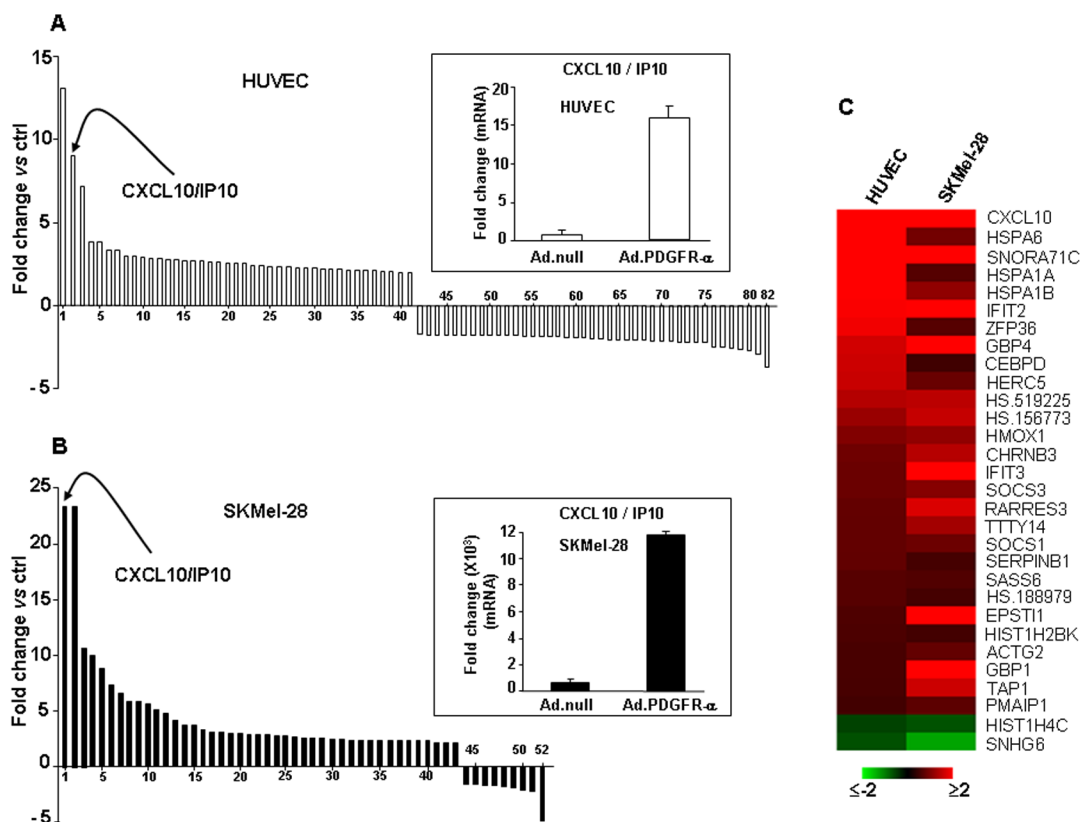 A
Fold change vs ctrl
15
10
5
0
- 5
HUVEC
CXCL10/IP10
1 5 10 15 20 25 30 35 40
45 50 55 60 65 70 75 80 82
CXCL10 / IP10
HUVEC
Fold change (mRNA)
20
15
10
5
0
Ad.null Ad.PDGFR-α
B
Fold change vs ctrl
25
20
15
10
5
0
-5
SKMel-28
CXCL10/IP10
1 5 10 15 20 25 30 35 40
45 50 52
CXCL10 / IP10
SKMel-28
Fold change (X10³)
(mRNA)
12
10
8
6
4
2
0
Ad.null Ad.PDGFR-α
C
HUVEC
SKMel-28
CXCL10
HSPA6
SNORA71C
HSPA1A
HSPA1B
IFIT2
ZFP36
GBP4
CEBPD
HERC5
HS.519225
HS.156773
HMOX1
CHRNB3
IFIT3
SOCS3
RARRES3
TTTY14
SOCS1
SERPINB1
SASS6
HS.188979
EPSTI1
HIST1H2BK
ACTG2
GBP1
TAP1
PMAIP1
HIST1H4C
SNHG6
≤-2 ≥2